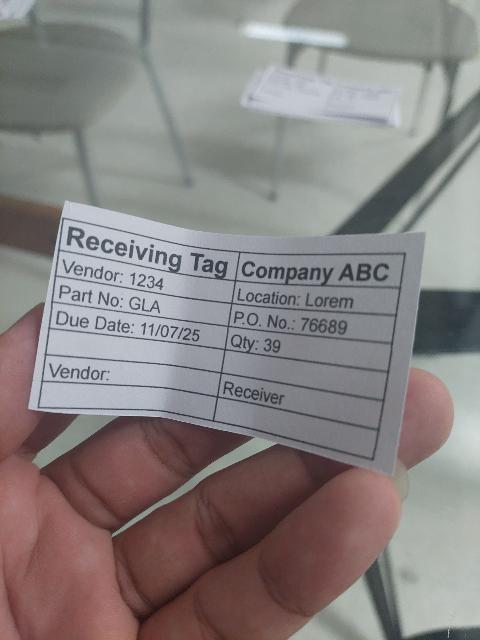 Receiving Tag
Company ABC
Vendor: 1234
Location: Lorem
Part No: GLA
P.O. No.: 76689
Due Date: 11/07/25
Qty: 39
Vendor:
Receiver